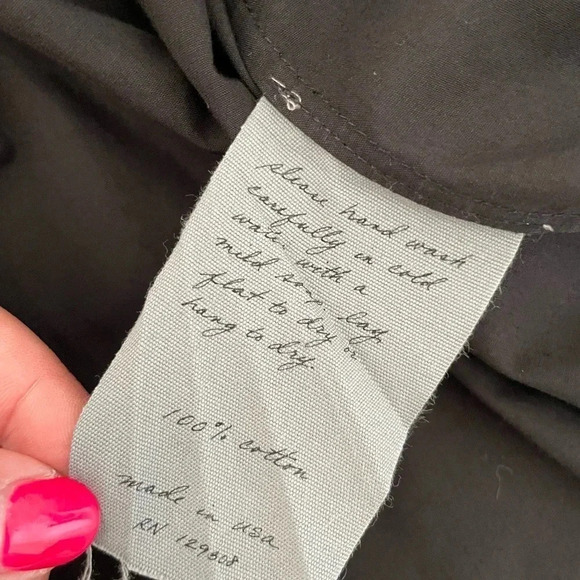 please hand wash
carefully in cold
water with a
mild soap. lay
flat to dry or
hang to dry.
100% cotton
made in usa
RN 129808